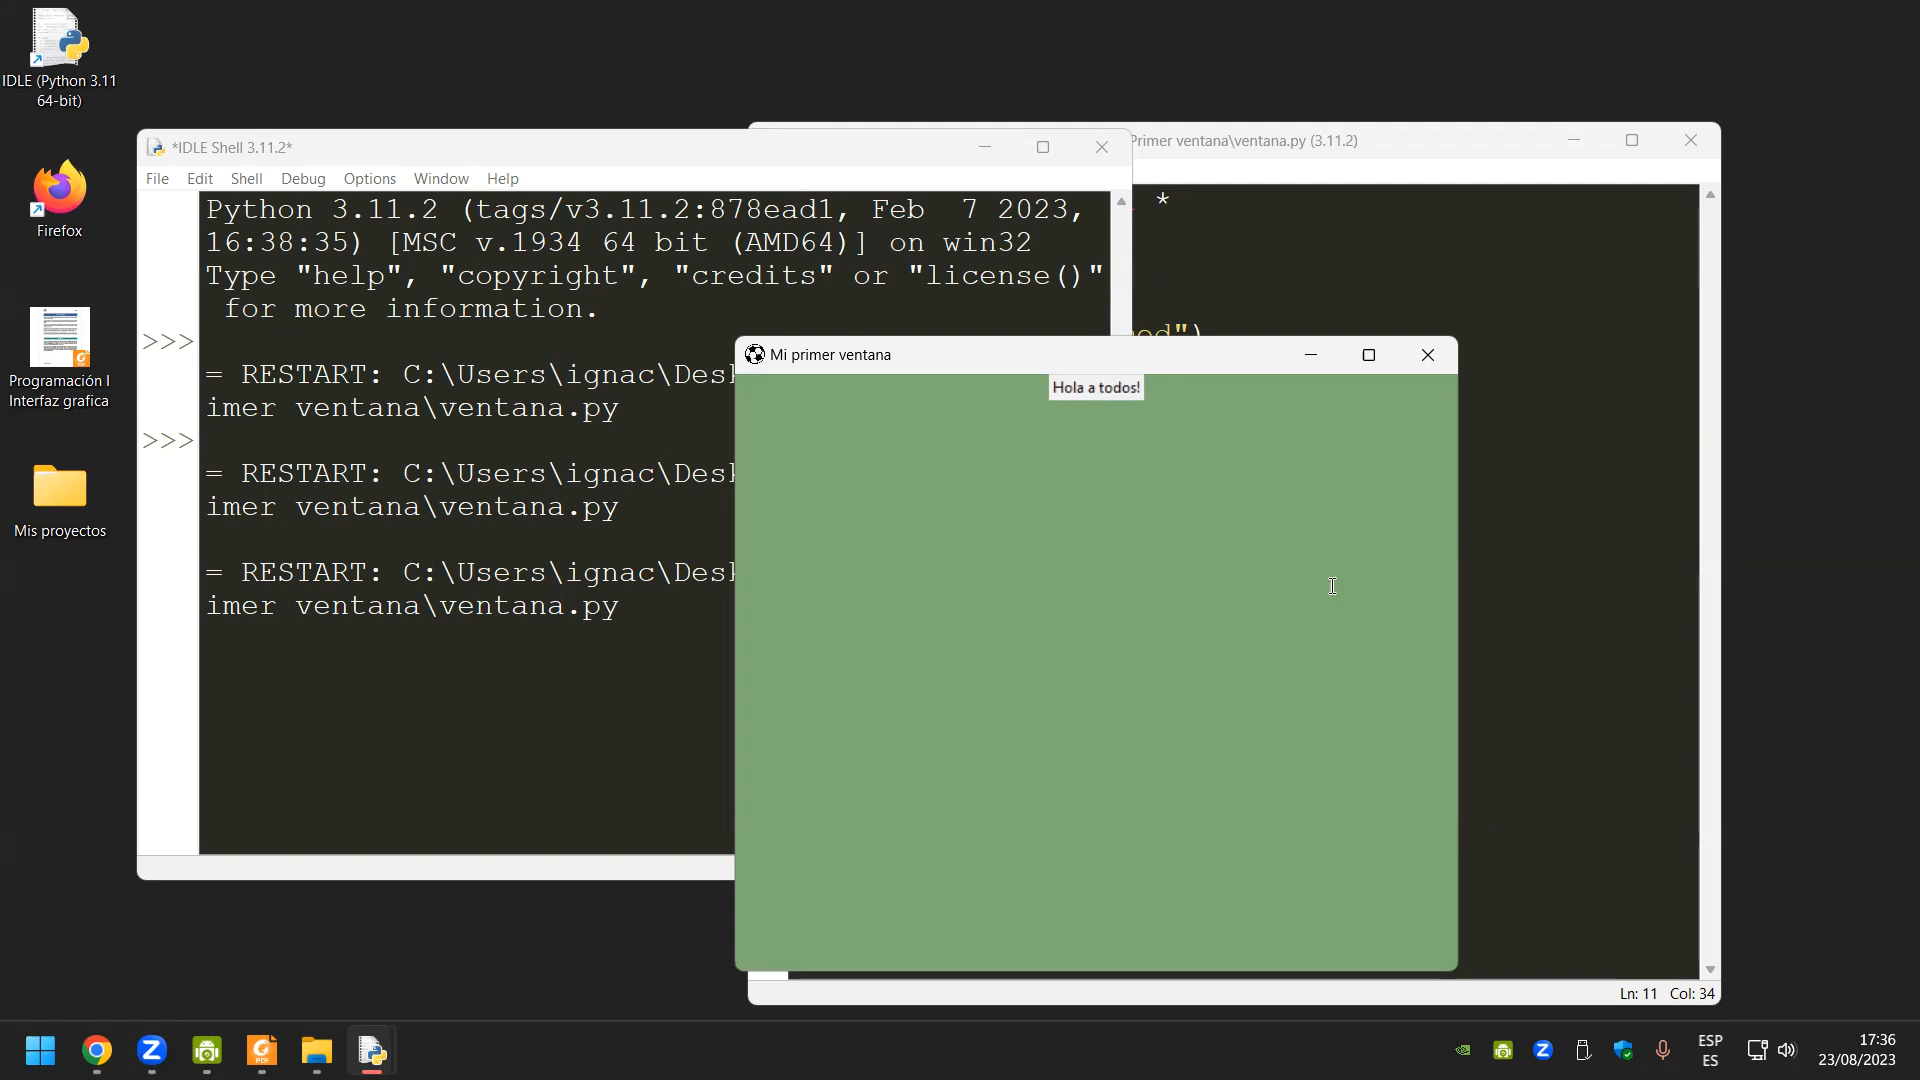 IDLE (Python 3.11
64-bit)
Firefox
Programación I
Interfaz grafica
Mis proyectos
*IDLE Shell 3.11.2*
File Edit Shell Debug Options Window Help
Python 3.11.2 (tags/v3.11.2:878ead1, Feb  7 2023,
16:38:35) [MSC v.1934 64 bit (AMD64)] on win32
Type "help", "copyright", "credits" or "license()"
for more information.
>>>
= RESTART: C:\Users\ignac\Desk
imer ventana\ventana.py
>>>
= RESTART: C:\Users\ignac\Desk
imer ventana\ventana.py
= RESTART: C:\Users\ignac\Desk
imer ventana\ventana.py
Primer ventana\ventana.py (3.11.2)
*
")
Mi primer ventana
Hola a todos!
Ln: 11 Col: 34
ESP
ES
17:36
23/08/2023